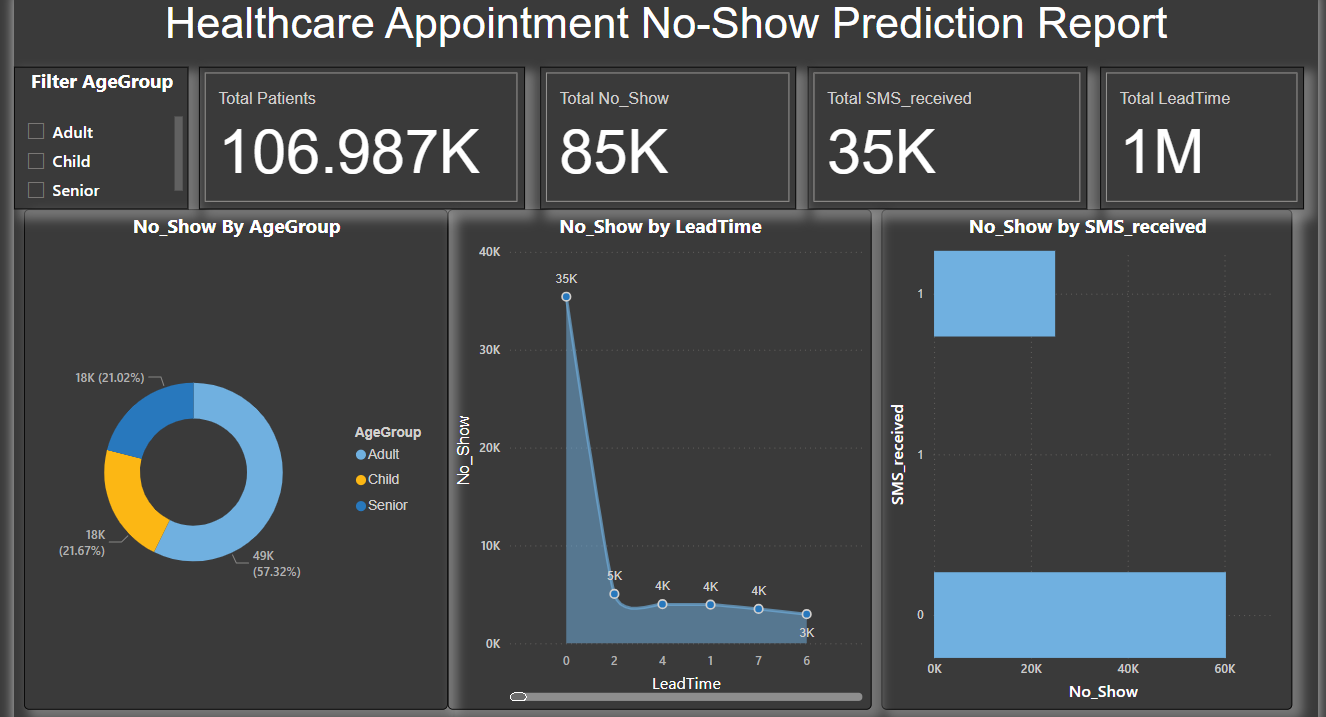 Healthcare Appointment No-Show Prediction Report
Filter AgeGroup
Adult
Child
Senior
Total Patients
106.987K
Total No_Show
85K
Total SMS_received
35K
Total LeadTime
1M
No_Show By AgeGroup
18K (21.02%)
18K
(21.67%)
49K
(57.32%)
AgeGroup
Adult
Child
Senior
No_Show by LeadTime
No_Show
40K
30K
20K
10K
0K
35K
5K
4K
4K
4K
3K
0 2 4 1 7 6
LeadTime
No_Show by SMS_received
SMS_received
1
1
0
0K 20K 40K 60K
No_Show